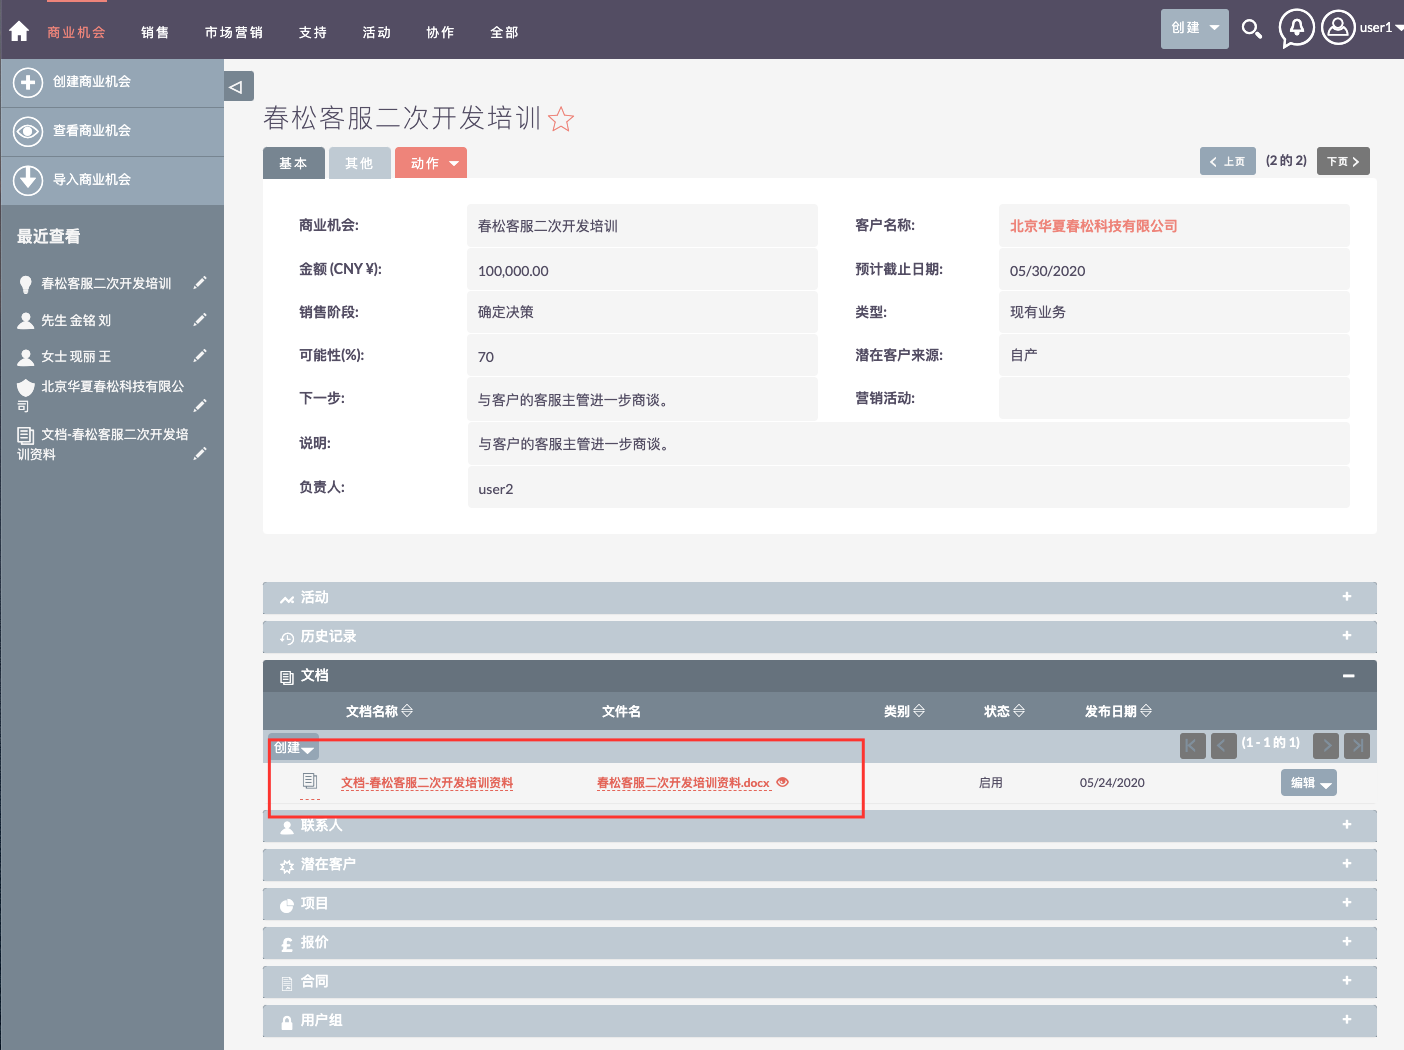 商业机会 销售 市场营销 支持 活动 协作 全部 创建 user1
创建商业机会
查看商业机会
导入商业机会
最近查看
春松客服二次开发培训
先生 金铭 刘
女士 现丽 王
北京华夏春松科技有限公
司
文档-春松客服二次开发培
训资料
春松客服二次开发培训
基本 其他 动作 上页 (2 的 2) 下页
商业机会: 春松客服二次开发培训 客户名称: 北京华夏春松科技有限公司
金额 (CNY ¥): 100,000.00 预计截止日期: 05/30/2020
销售阶段: 确定决策 类型: 现有业务
可能性(%): 70 潜在客户来源: 自产
下一步: 与客户的客服主管进一步商谈。 营销活动:
说明: 与客户的客服主管进一步商谈。
负责人: user2
活动
历史记录
文档
文档名称 文件名 类别 状态 发布日期
创建 (1 - 1 的 1)
文档-春松客服二次开发培训资料 春松客服二次开发培训资料.docx 启用 05/24/2020 编辑
联系人
潜在客户
项目
报价
合同
用户组